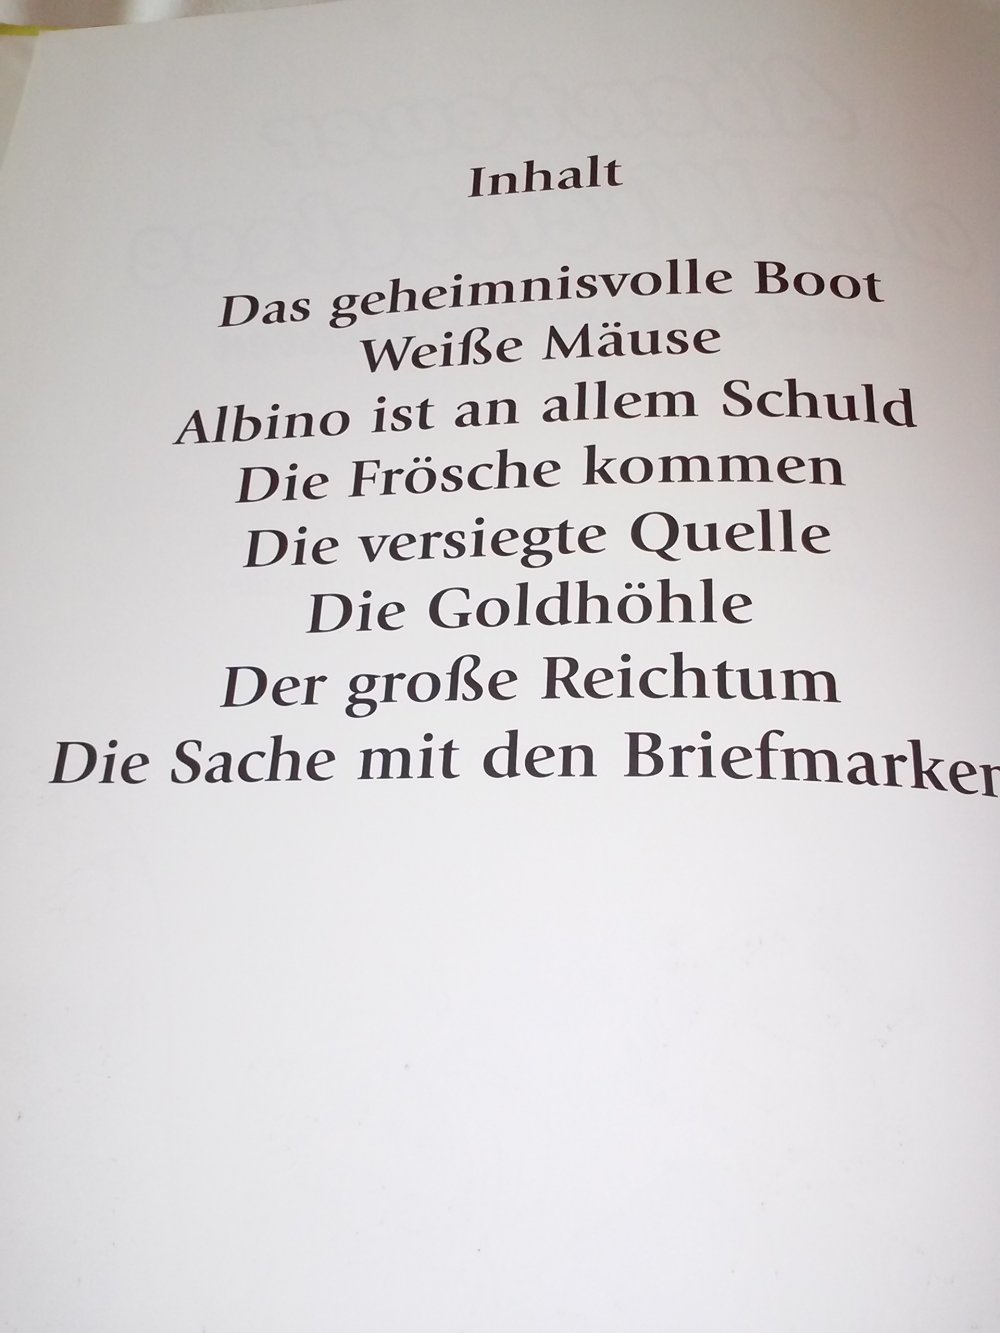 Inhalt
Das geheimnisvolle Boot
Weiße Mäuse
Albino ist an allem Schuld
Die Frösche kommen
Die versiegte Quelle
Die Goldhöhle
Der große Reichtum
Die Sache mit den Briefmarken